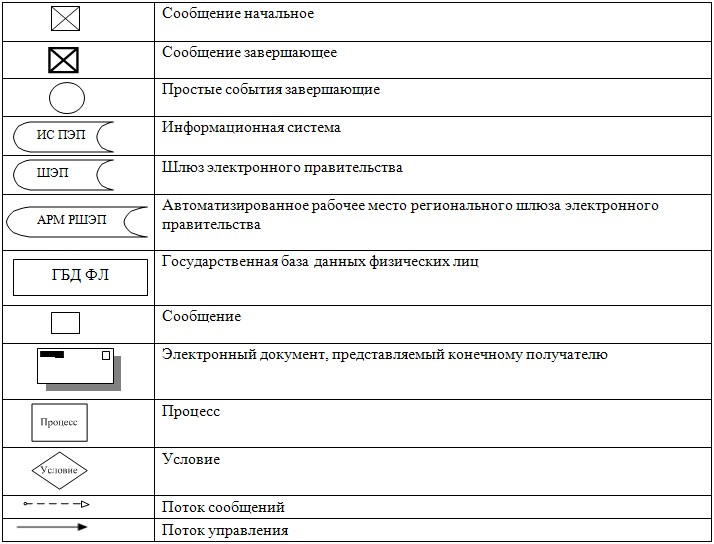 Сообщение начальное
Сообщение завершающее
Простые события завершающие
ИС ПЭП
Информационная система
ШЭП
Шлюз электронного правительства
АРМ РШЭП
Автоматизированное рабочее место регионального шлюза электронного
правительства
ГБД ФЛ
Государственная база данных физических лиц
Сообщение
Электронный документ, представляемый конечному получателю
Процесс
Процесс
Условие
Условие
Поток сообщений
Поток управления